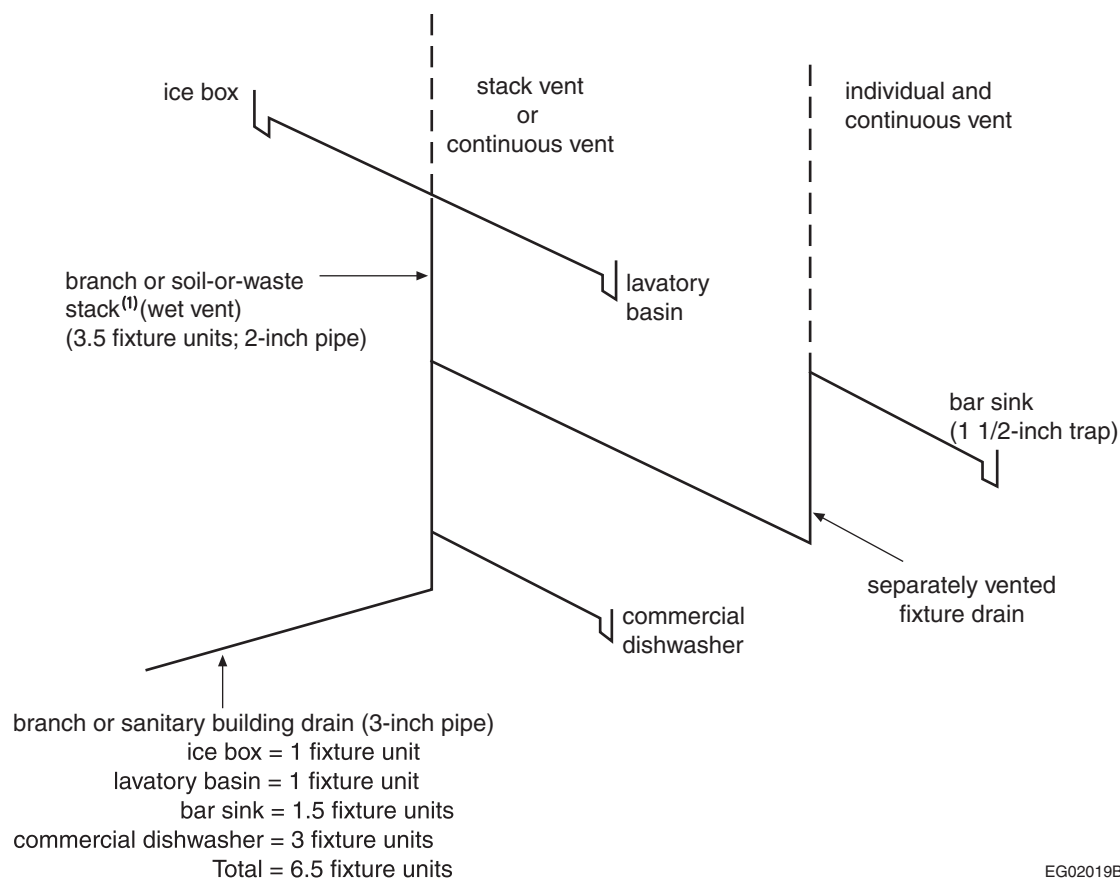 ice box
stack vent
or
continuous vent
individual and
continuous vent
branch or soil-or-waste
stack(1) (wet vent)
(3.5 fixture units; 2-inch pipe)
lavatory
basin
bar sink
(1 1/2-inch trap)
separately vented
fixture drain
commercial
dishwasher
branch or sanitary building drain (3-inch pipe)
ice box = 1 fixture unit
lavatory basin = 1 fixture unit
bar sink = 1.5 fixture units
commercial dishwasher = 3 fixture units
Total = 6.5 fixture units
EG02019B